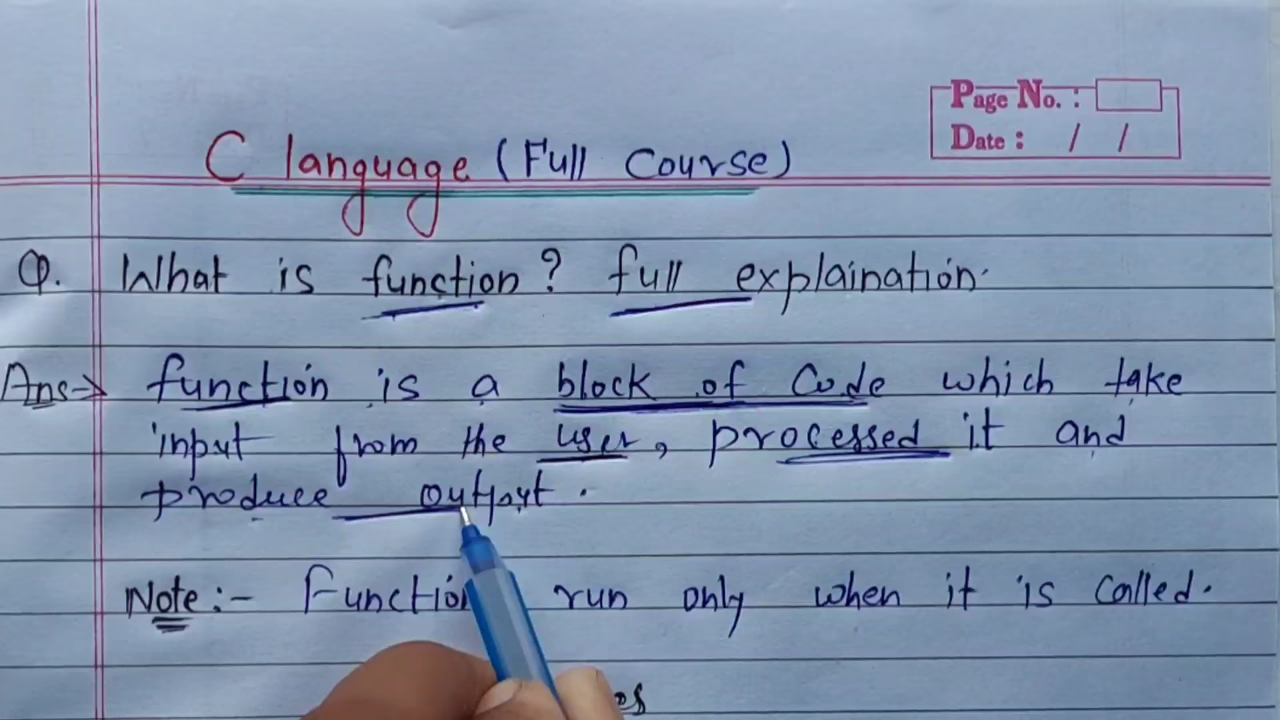 Page No. :
Date : / /
C language (Full Course)
Q. What is function? full explaination.
Ans-> function is a block of Code which take
input from the user, processed it and
produce output.
Note :- Function run only when it is Called.